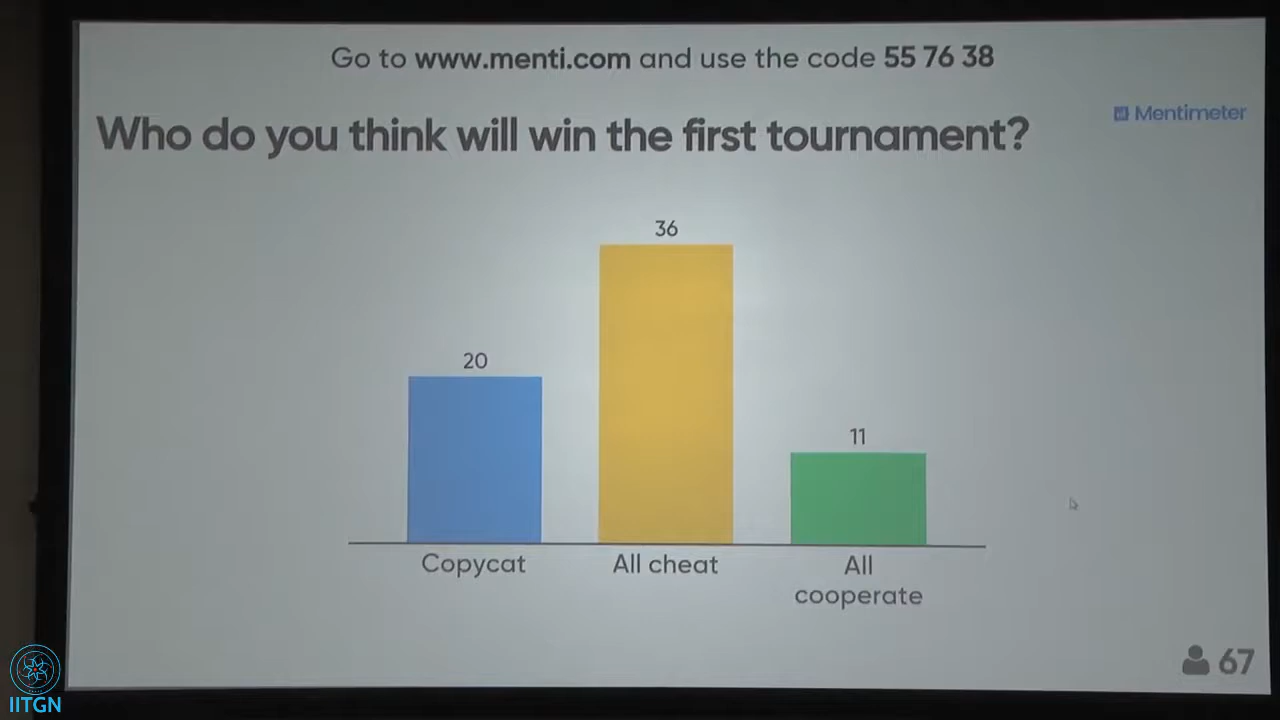 Go to www.menti.com and use the code 55 76 38
Mentimeter
Who do you think will win the first tournament?
36
20
11
Copycat
All cheat
All
cooperate
67
IITGN